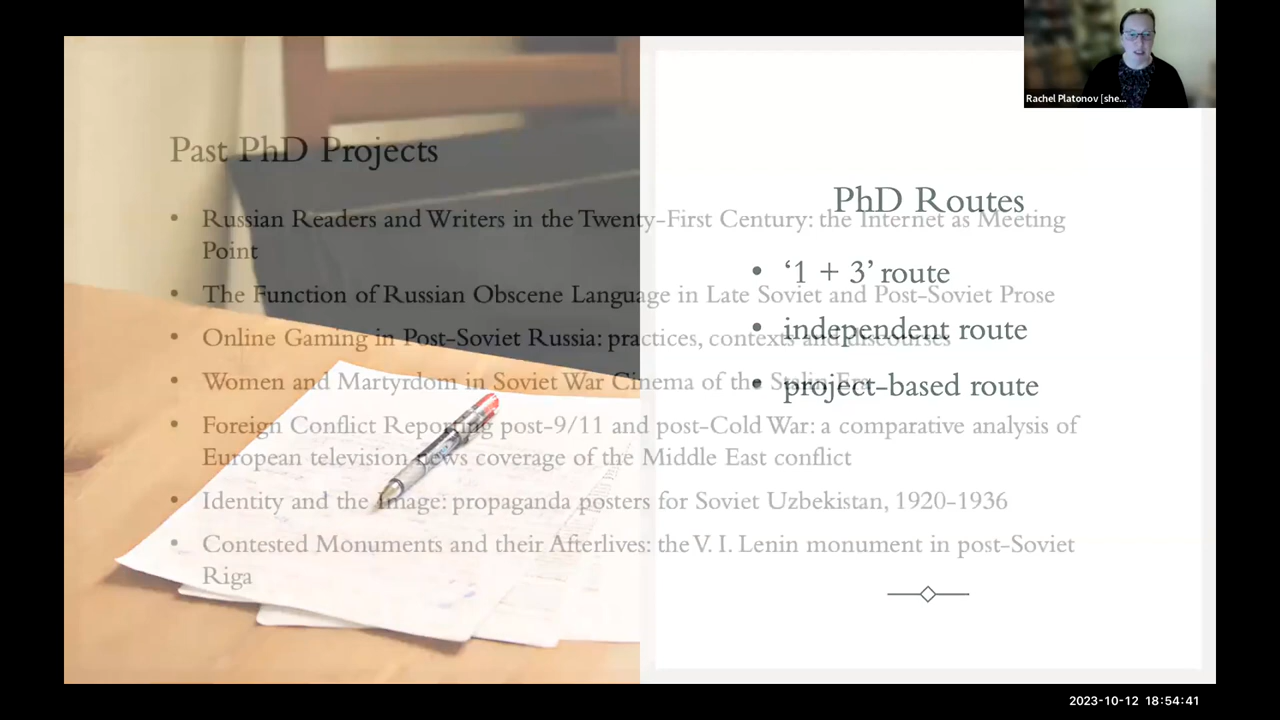 Rachel Platonov [she...
Past PhD Projects
• Russian Readers and Writers in the Twenty-First Century: the Internet as Meeting
Point
• The Function of Russian Obscene Language in Late Soviet and Post-Soviet Prose
• Online Gaming in Post-Soviet Russia: practices, contexts and discourses
• Women and Martyrdom in Soviet War Cinema of the Stalin Era
• Foreign Conflict Reporting post-9/11 and post-Cold War: a comparative analysis of
European television news coverage of the Middle East conflict
• Identity and the Image: propaganda posters for Soviet Uzbekistan, 1920-1936
• Contested Monuments and their Afterlives: the V. I. Lenin monument in post-Soviet
Riga
PhD Routes
• ‘1 + 3’ route
• independent route
• project-based route
2023-10-12 18:54:41